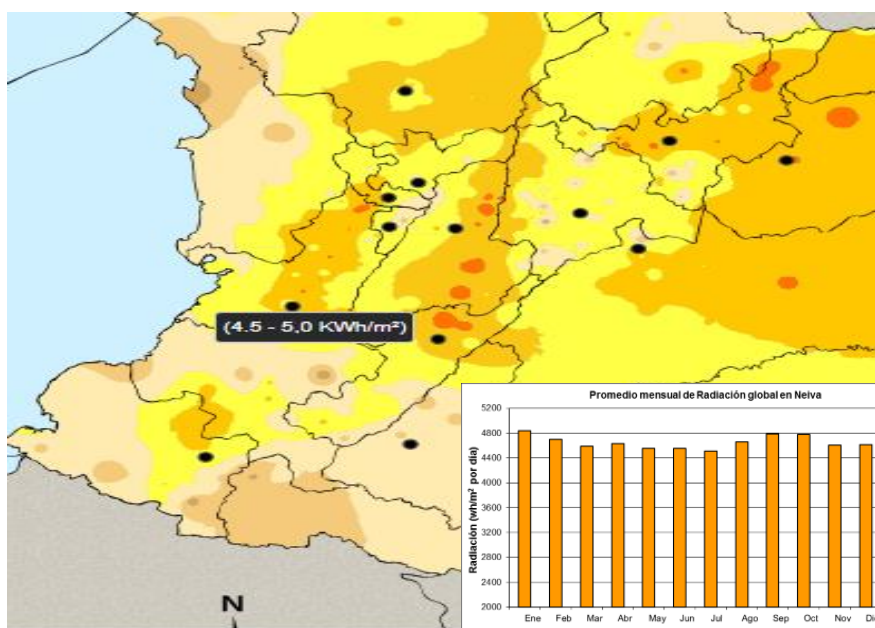 (4.5 - 5,0 KWh/m²)
N
Promedio mensual de Radiación global en Neiva
Radiación (wh/m² por día)
5200
4800
4400
4000
3600
3200
2800
2400
2000
Ene Feb Mar Abr May Jun Jul Ago Sep Oct Nov Di